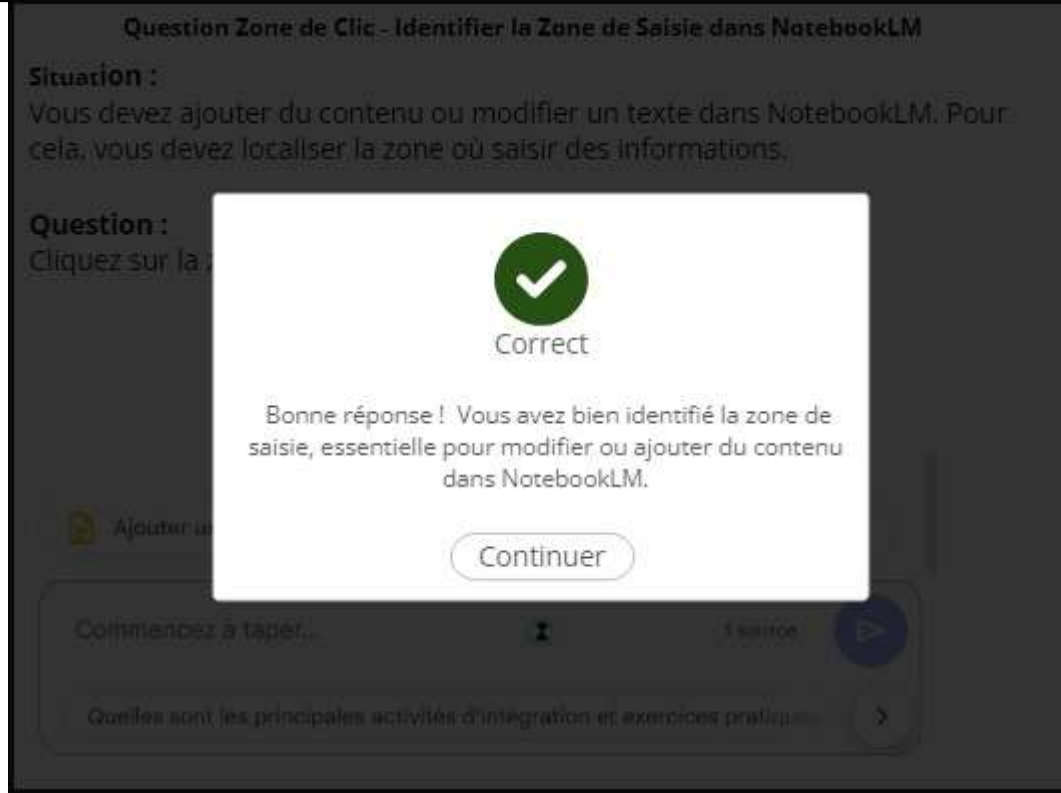 Question Zone de Clic - Identifier la Zone de Saisie dans NotebookLM
Situation :
Vous devez ajouter du contenu ou modifier un texte dans NotebookLM. Pour
cela, vous devez localiser la zone où saisir des informations.
Question :
Cliquez sur la
Correct
Bonne réponse ! Vous avez bien identifié la zone de
saisie, essentielle pour modifier ou ajouter du contenu
dans NotebookLM.
Continuer
Ajouter
Commencez à taper...
1 source
Quelles sont les principales activités d'intégration et exercices pratiques